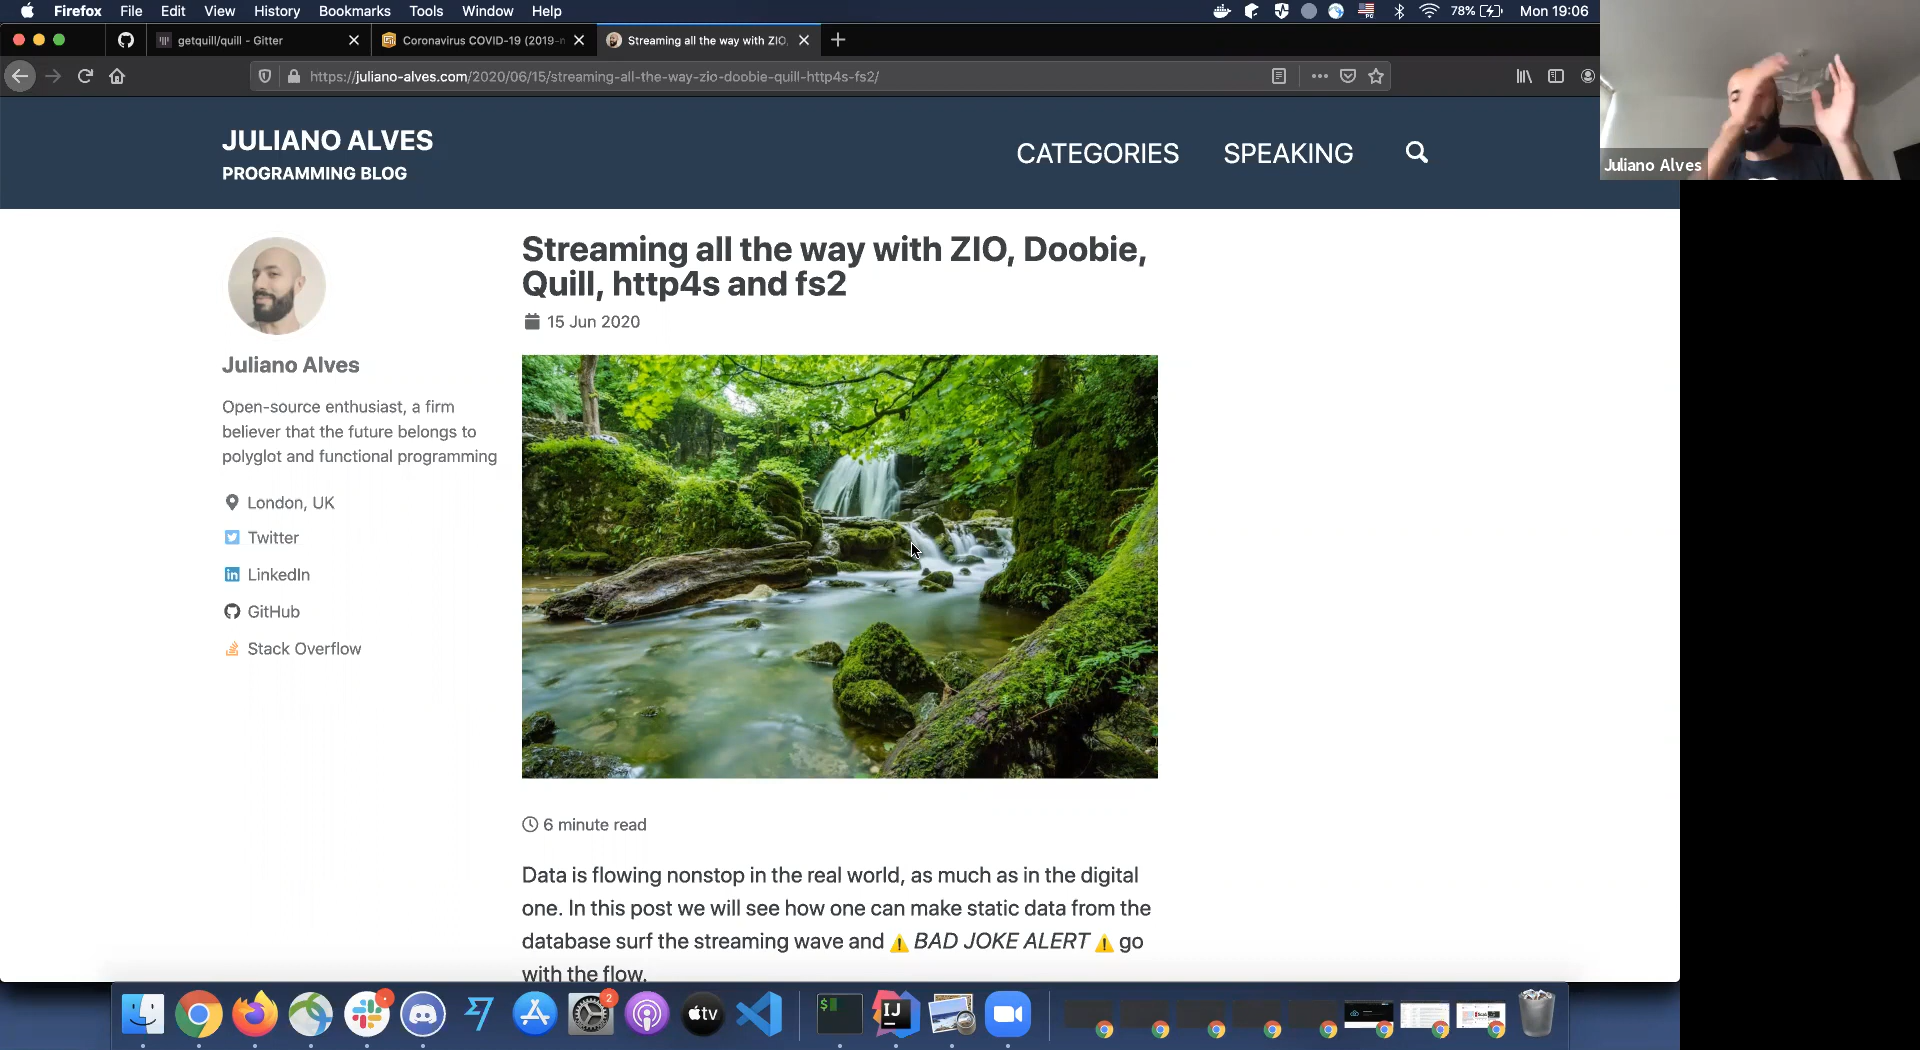 Firefox File Edit View History Bookmarks Tools Window Help 78% Mon 19:06
getquill/quill - Gitter Coronavirus COVID-19 (2019-n Streaming all the way with ZIO,
https://juliano-alves.com/2020/06/15/streaming-all-the-way-zio-doobie-quill-http4s-fs2/
JULIANO ALVES
PROGRAMMING BLOG
CATEGORIES SPEAKING
Juliano Alves
Streaming all the way with ZIO, Doobie,
Quill, http4s and fs2
15 Jun 2020
Juliano Alves
Open-source enthusiast, a firm
believer that the future belongs to
polyglot and functional programming
London, UK
Twitter
LinkedIn
GitHub
Stack Overflow
6 minute read
Data is flowing nonstop in the real world, as much as in the digital
one. In this post we will see how one can make static data from the
database surf the streaming wave and ⚠️ BAD JOKE ALERT ⚠️ go
with the flow.
2
tv
$
IJ